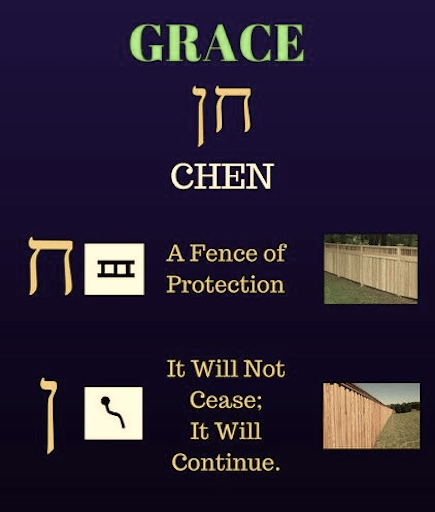 GRACE
חן
CHEN
ח
A Fence of
Protection
ן
It Will Not
Cease;
It Will
Continue.